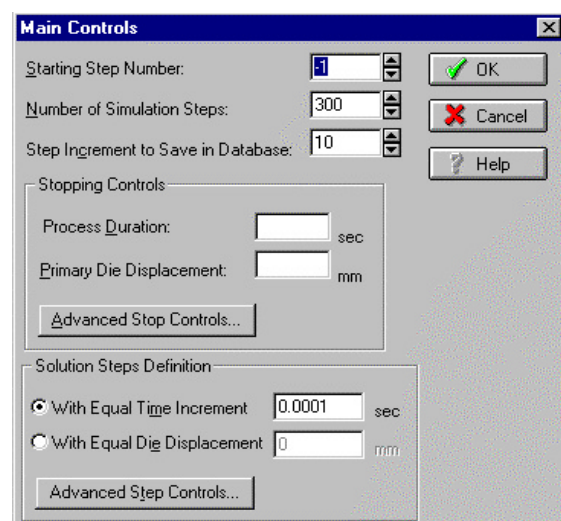 Main Controls
Starting Step Number: -1
OK
Number of Simulation Steps: 300
Cancel
Step Increment to Save in Database: 10
Help
Stopping Controls
Process Duration: sec
Primary Die Displacement: mm
Advanced Stop Controls...
Solution Steps Definition
With Equal Time Increment 0.0001 sec
With Equal Die Displacement 0 mm
Advanced Step Controls...